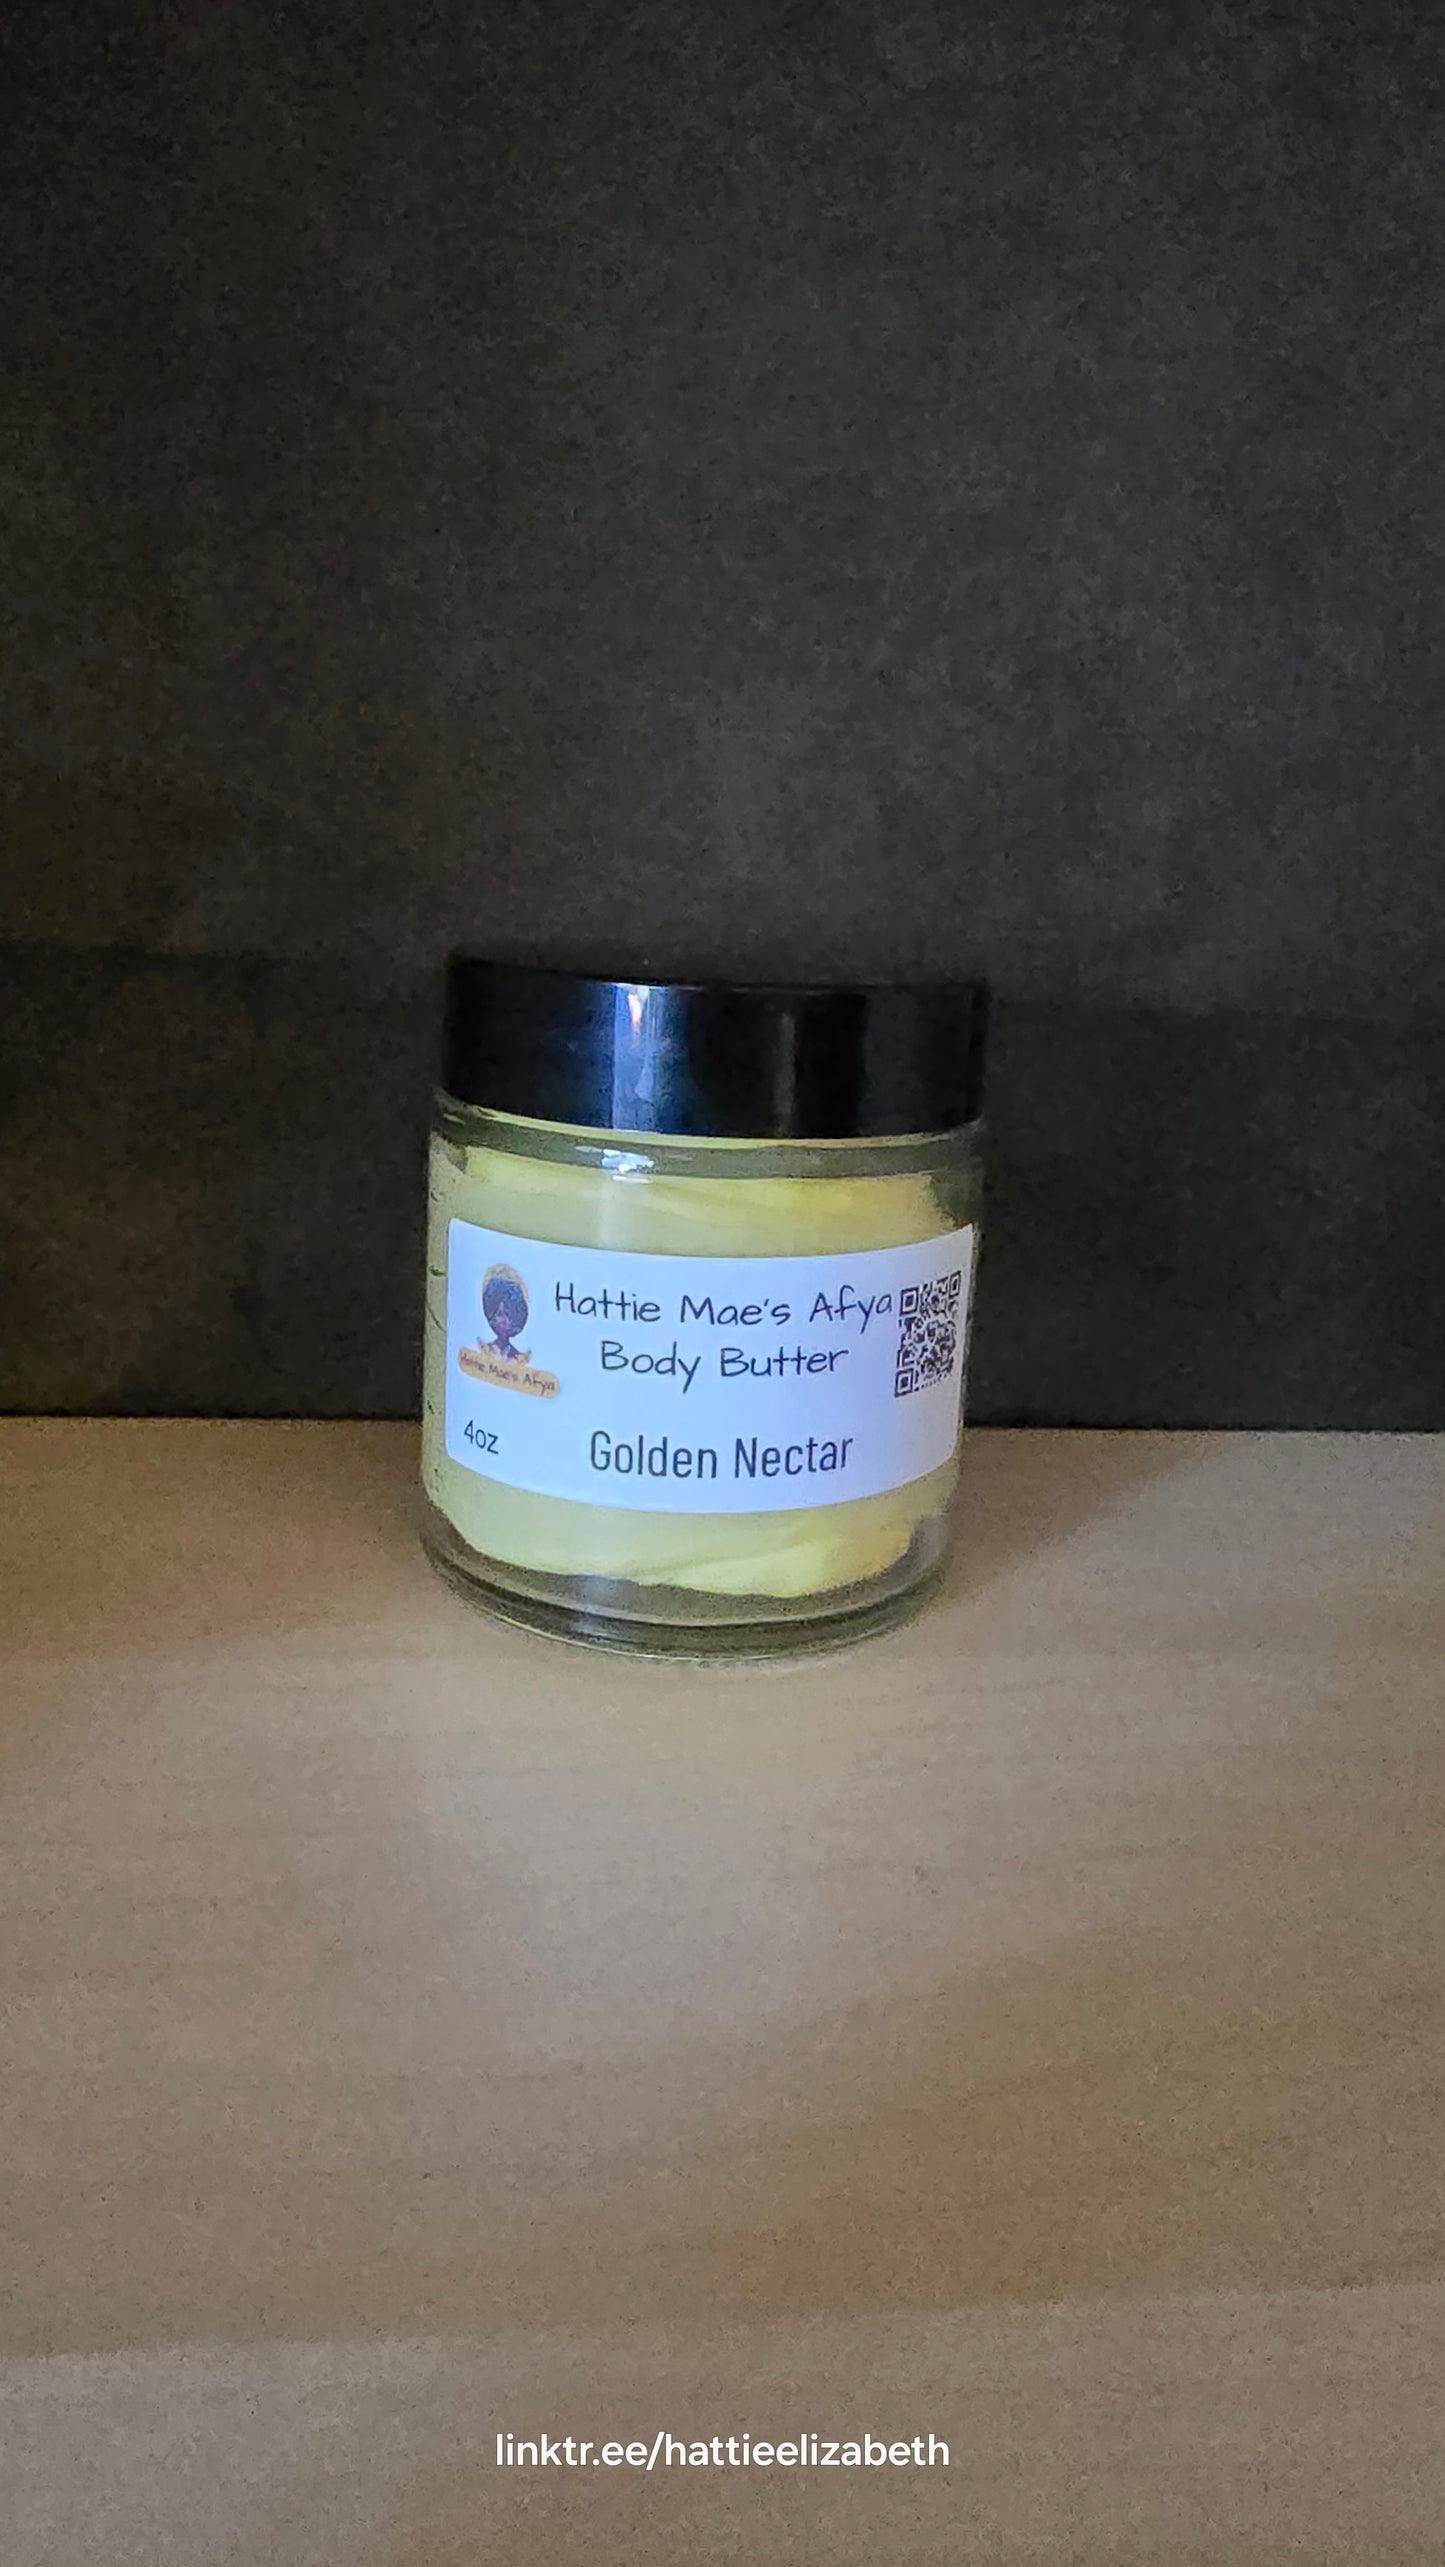 Hattie Mae's Afya
Body Butter
Hattie Mae's Afya
4oz
Golden Nectar
linktr.ee/hattieelizabeth